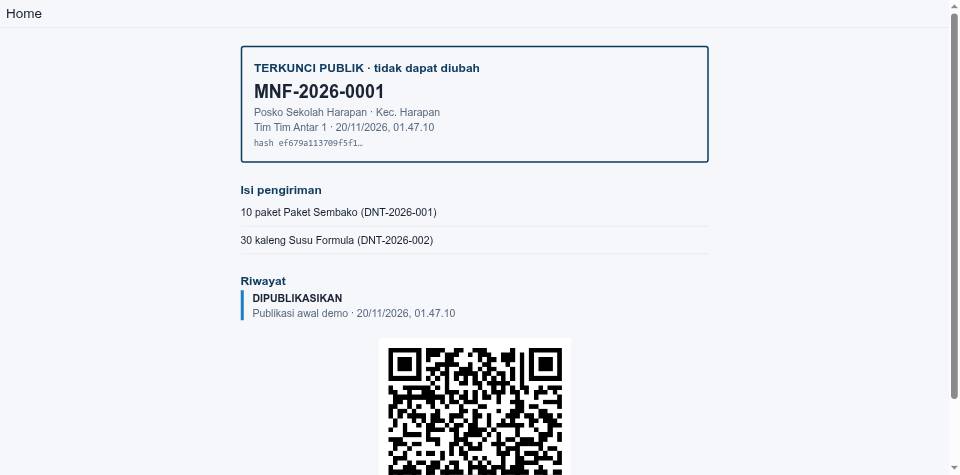 Home
TERKUNCI PUBLIK · tidak dapat diubah
MNF-2026-0001
Posko Sekolah Harapan · Kec. Harapan
Tim Tim Antar 1 · 20/11/2026, 01.47.10
hash ef679a113709f5f1…
Isi pengiriman
10 paket Paket Sembako (DNT-2026-001)
30 kaleng Susu Formula (DNT-2026-002)
Riwayat
DIPUBLIKASIKAN
Publikasi awal demo · 20/11/2026, 01.47.10